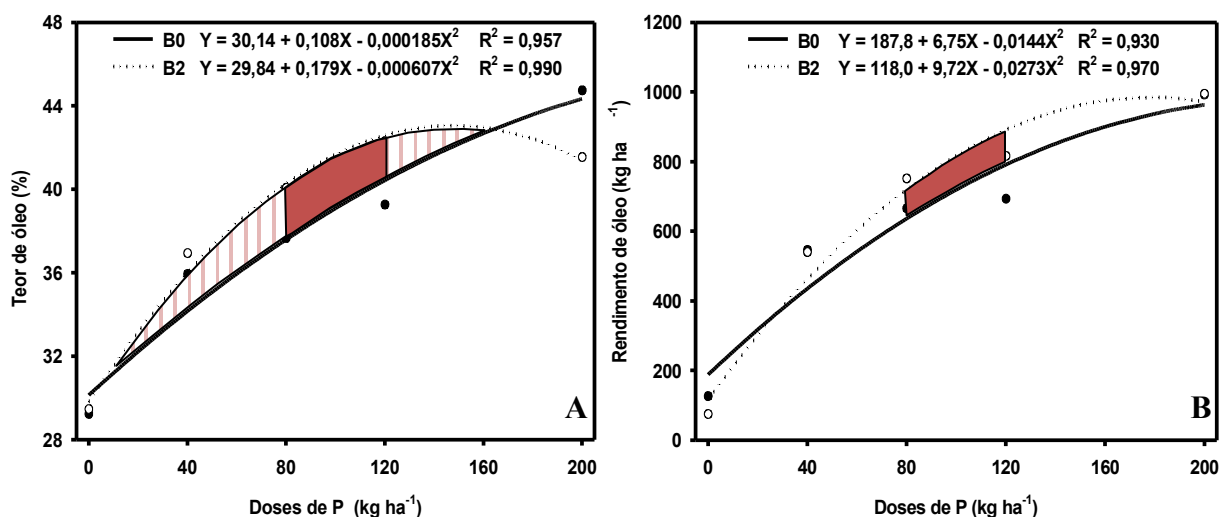 B0 Y = 30,14 + 0,108X - 0,000185X² R² = 0,957
B2 Y = 29,84 + 0,179X - 0,000607X² R² = 0,990
Teor de óleo (%)
44
40
36
32
28
A
0 40 80 120 160 200
Doses de P (kg ha⁻¹)
B0 Y = 187,8 + 6,75X - 0,0144X² R² = 0,930
B2 Y = 118,0 + 9,72X - 0,0273X² R² = 0,970
Rendimento de óleo (kg ha⁻¹)
1200
1000
800
600
400
200
0
B
0 40 80 120 160 200
Doses de P (kg ha⁻¹)
48